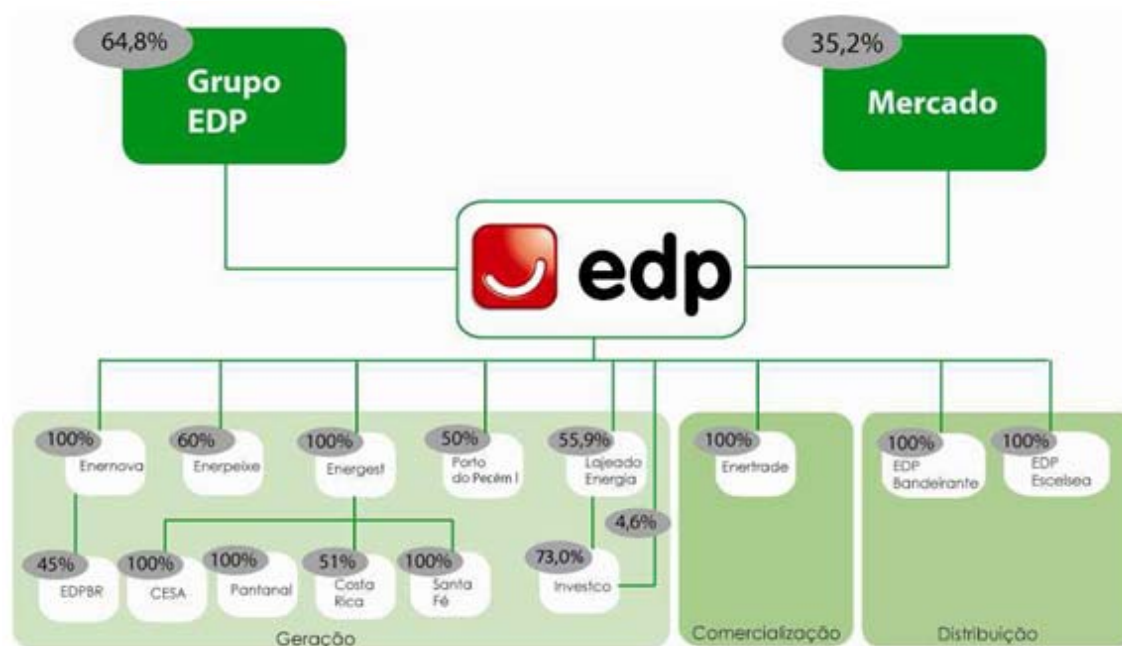 64,8%
Grupo
EDP
35,2%
Mercado
edp
100%
Enernova
60%
Enerpeixe
100%
Energest
50%
Porto
do Pecém I
55,9%
Lajeado
Energia
100%
Enertrade
100%
EDP
Bandeirante
100%
EDP
Escelsea
4,6%
45%
EDPBR
100%
CESA
100%
Pantanal
51%
Costa
Rica
100%
Santa
Fé
73,0%
Investco
Geração
Comercialização
Distribuição